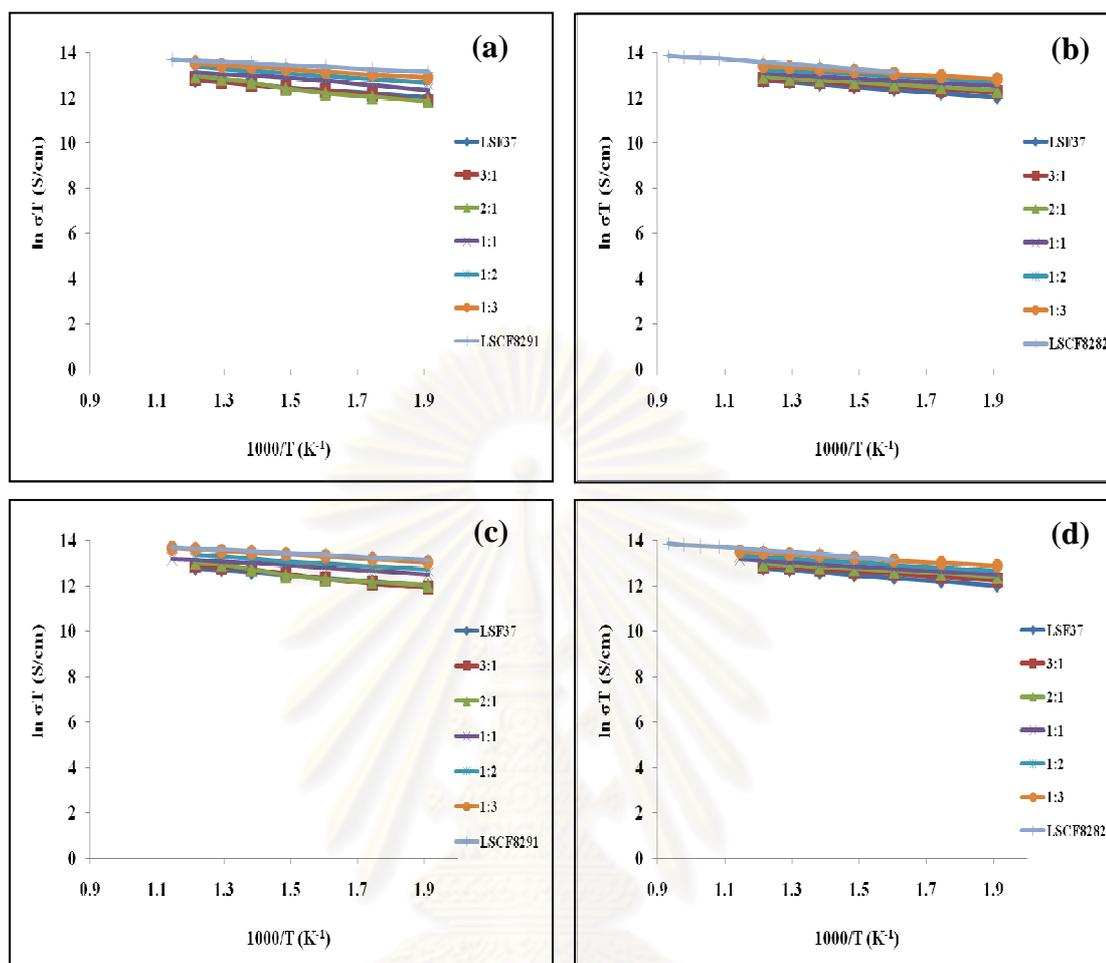 (a)
14
12
10
8
6
4
2
0
ln σT (S/cm)
0.9 1.1 1.3 1.5 1.7 1.9
1000/T (K⁻¹)
LSF37
3:1
2:1
1:1
1:2
1:3
LSCF8291
(b)
14
12
10
8
6
4
2
0
ln σT (S/cm)
0.9 1.1 1.3 1.5 1.7 1.9
1000/T (K⁻¹)
LSF37
3:1
2:1
1:1
1:2
1:3
LSCF8282
(c)
14
12
10
8
6
4
2
0
ln σT (S/cm)
0.9 1.1 1.3 1.5 1.7 1.9
1000/T (K⁻¹)
LSF37
3:1
2:1
1:1
1:2
1:3
LSCF8291
(d)
14
12
10
8
6
4
2
0
ln σT (S/cm)
0.9 1.1 1.3 1.5 1.7 1.9
1000/T (K⁻¹)
LSF37
3:1
2:1
1:1
1:2
1:3
LSCF8282